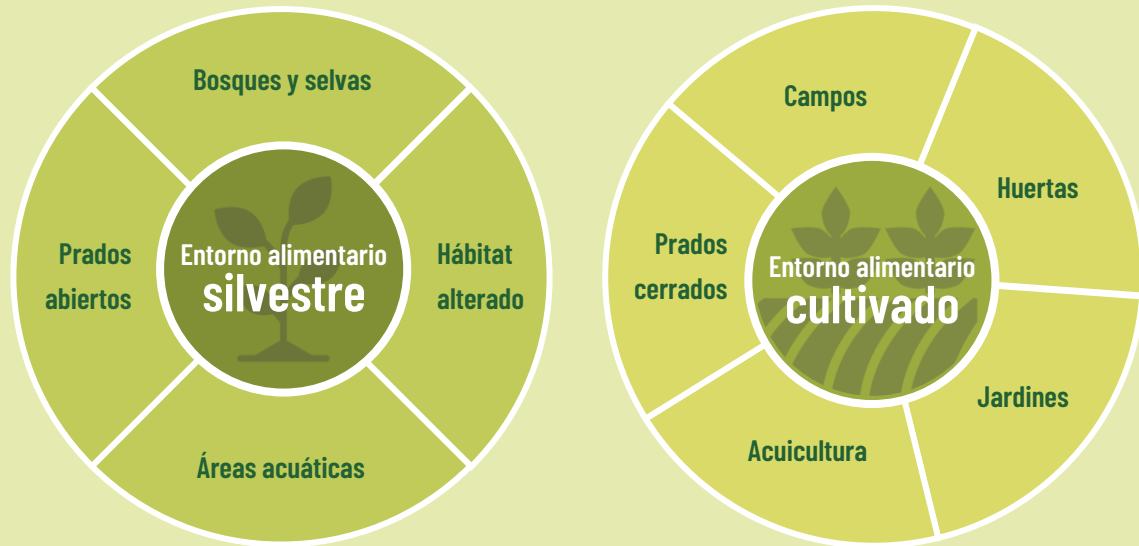 Bosques y selvas
Prados
abiertos
Entorno alimentario
silvestre
Hábitat
alterado
Áreas acuáticas
Campos
Huertas
Prados
cerrados
Entorno alimentario
cultivado
Jardines
Acuicultura